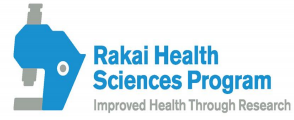 Rakai Health
Sciences Program
Improved Health Through Research